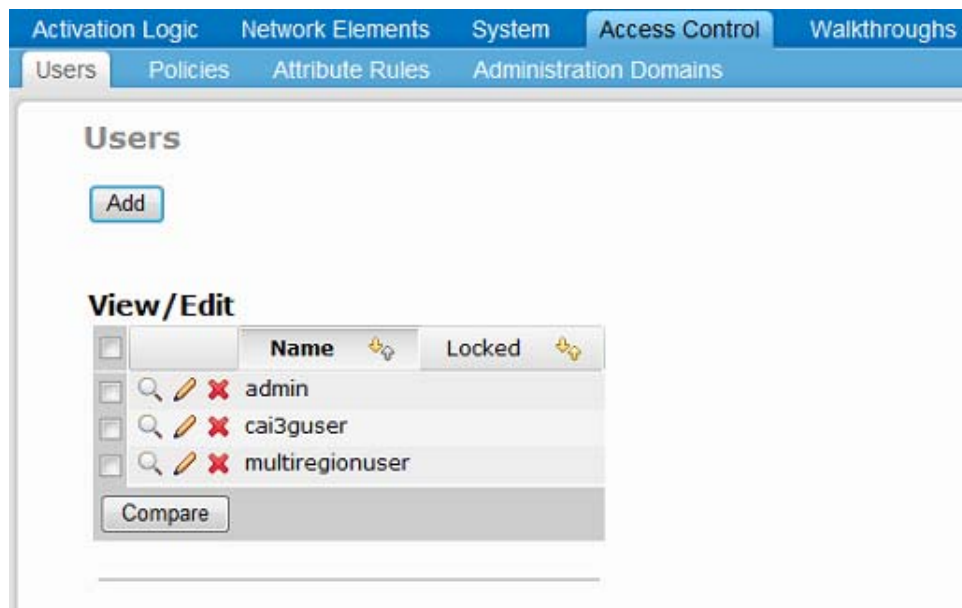 Activation Logic Network Elements System Access Control Walkthroughs
Users Policies Attribute Rules Administration Domains
Users
Add
View/Edit
Name Locked
admin
cai3guser
multiregionuser
Compare